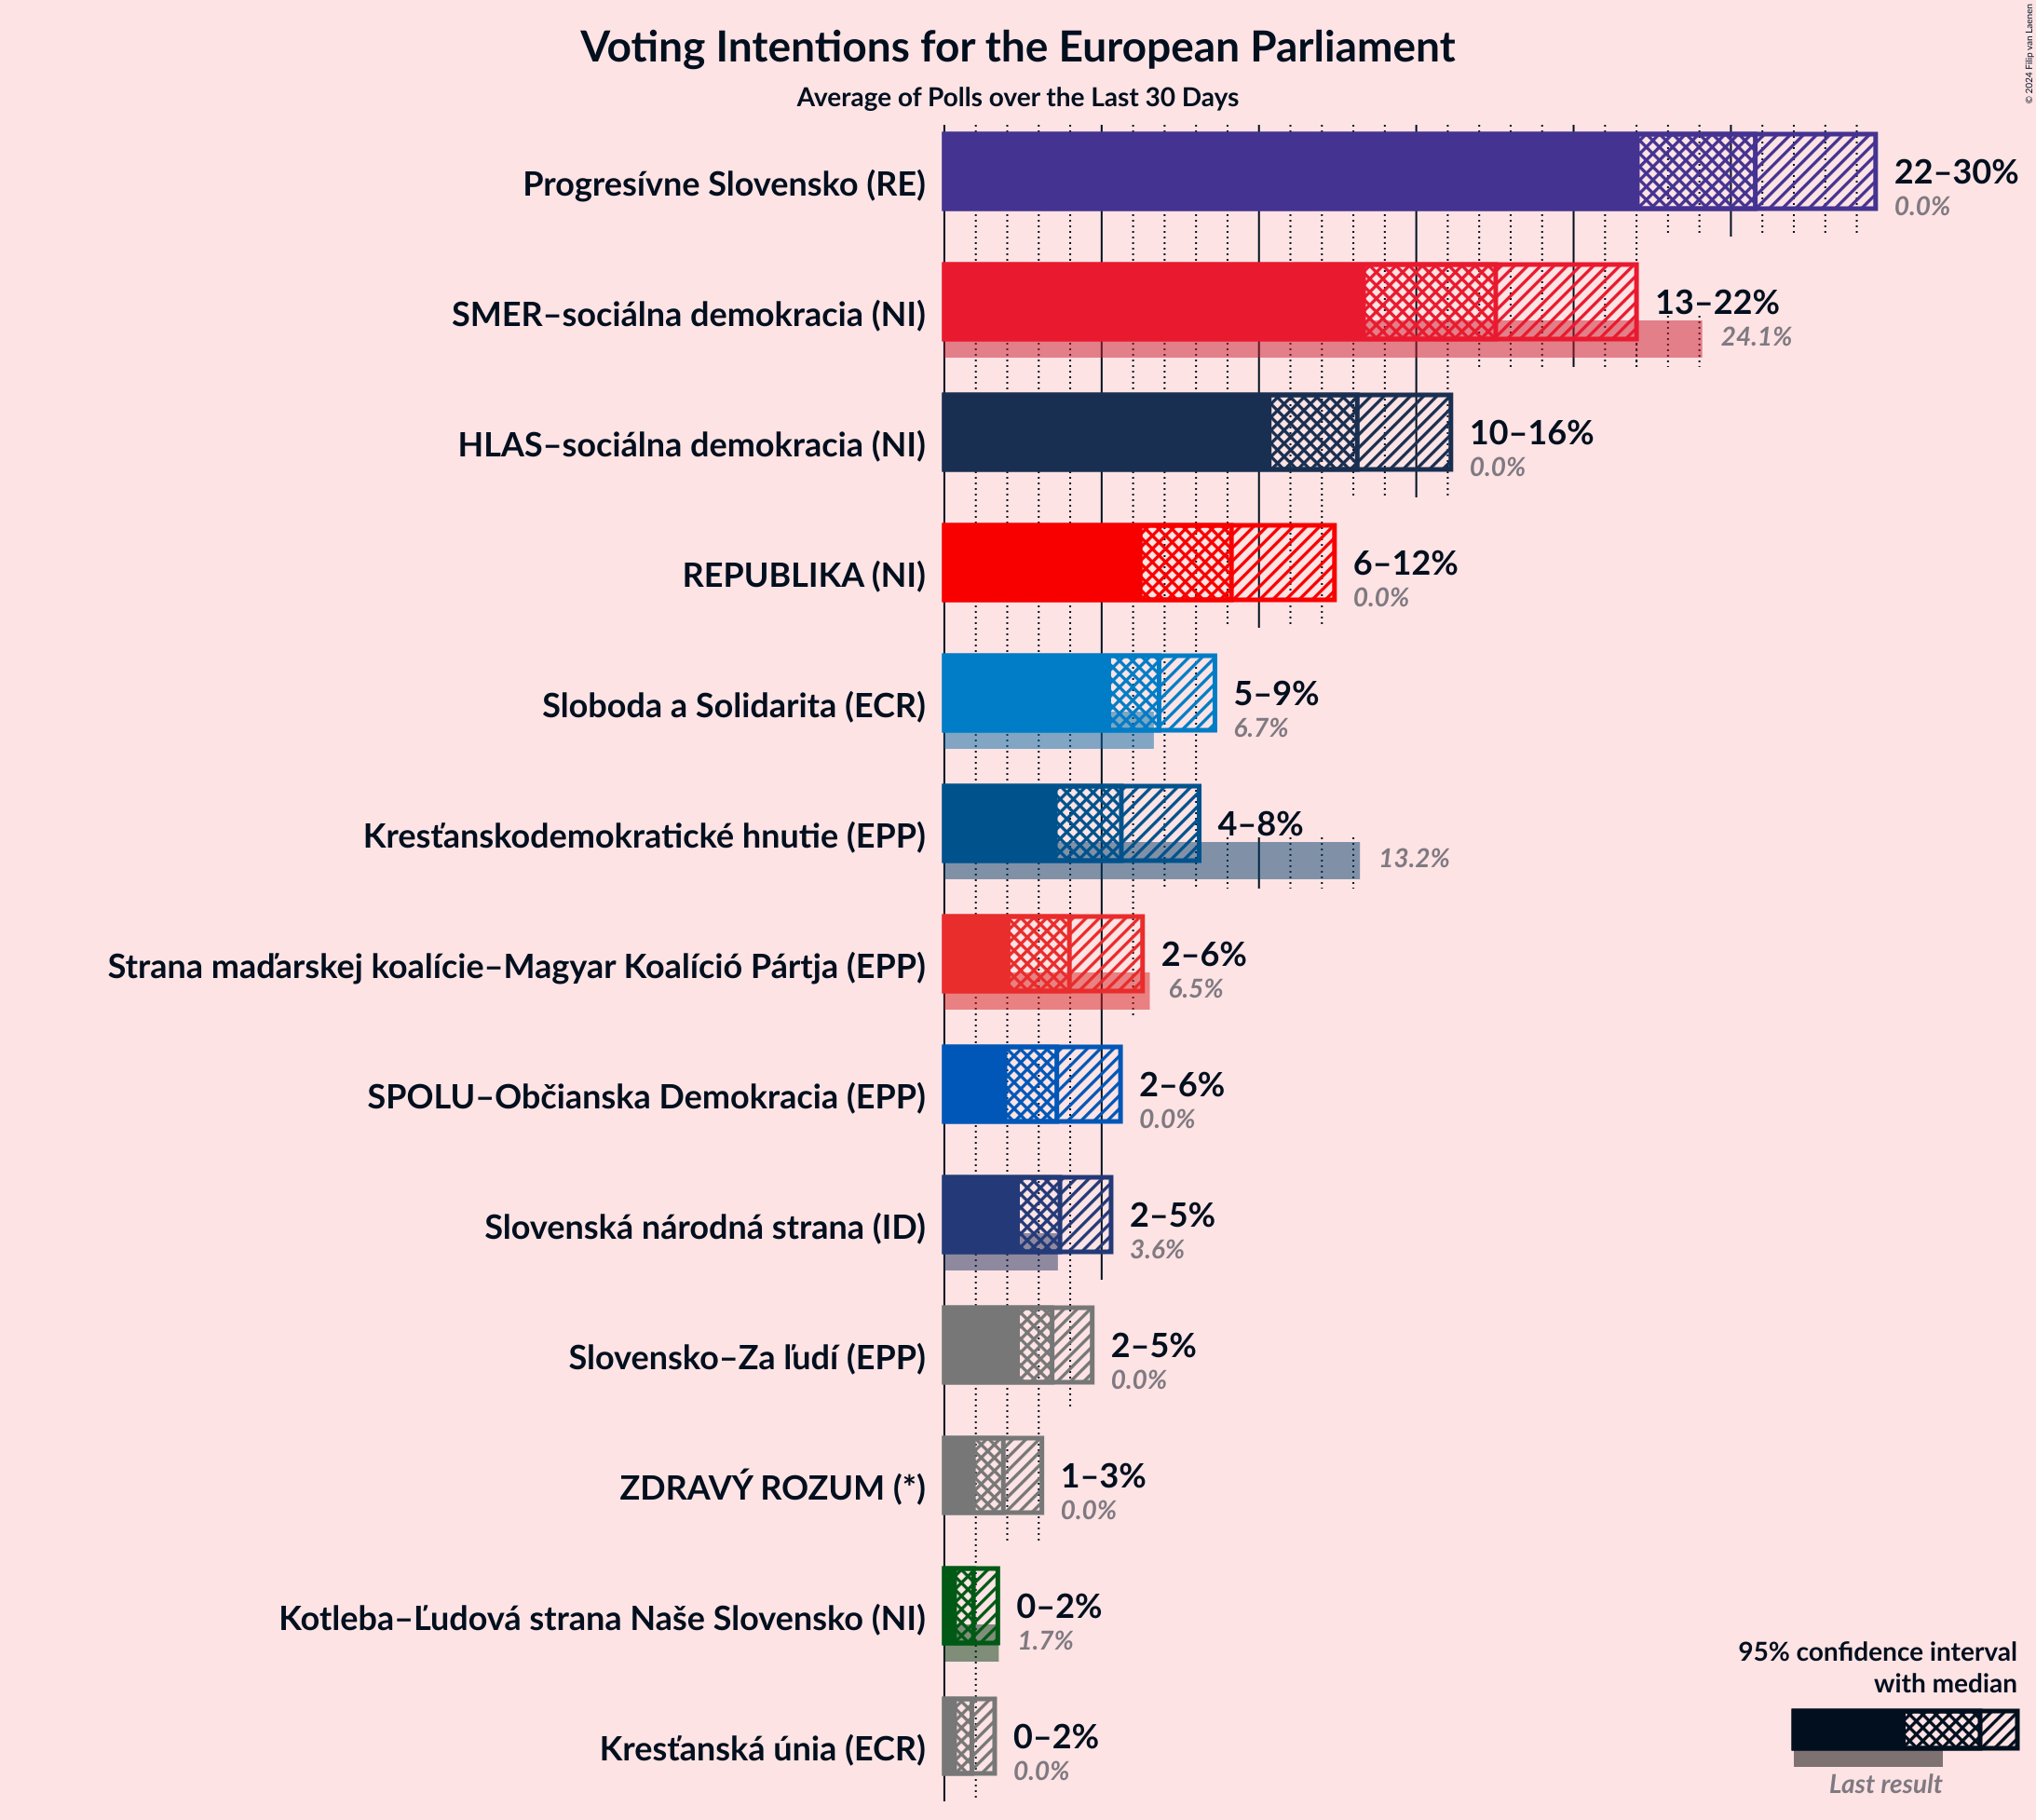 Voting Intentions for the European Parliament
Average of Polls over the Last 30 Days
© 2024 Filip van Laenen
Progresívne Slovensko (RE)
22–30%
0.0%
SMER–sociálna demokracia (NI)
13–22%
24.1%
HLAS–sociálna demokracia (NI)
10–16%
0.0%
REPUBLIKA (NI)
6–12%
0.0%
Sloboda a Solidarita (ECR)
5–9%
6.7%
Kresťanskodemokratické hnutie (EPP)
4–8%
13.2%
Strana maďarskej koalície–Magyar Koalíció Pártja (EPP)
2–6%
6.5%
SPOLU–Občianska Demokracia (EPP)
2–6%
0.0%
Slovenská národná strana (ID)
2–5%
3.6%
Slovensko–Za ľudí (EPP)
2–5%
0.0%
ZDRAVÝ ROZUM (*)
1–3%
0.0%
Kotleba–Ľudová strana Naše Slovensko (NI)
0–2%
1.7%
Kresťanská únia (ECR)
0–2%
0.0%
95% confidence interval
with median
Last result